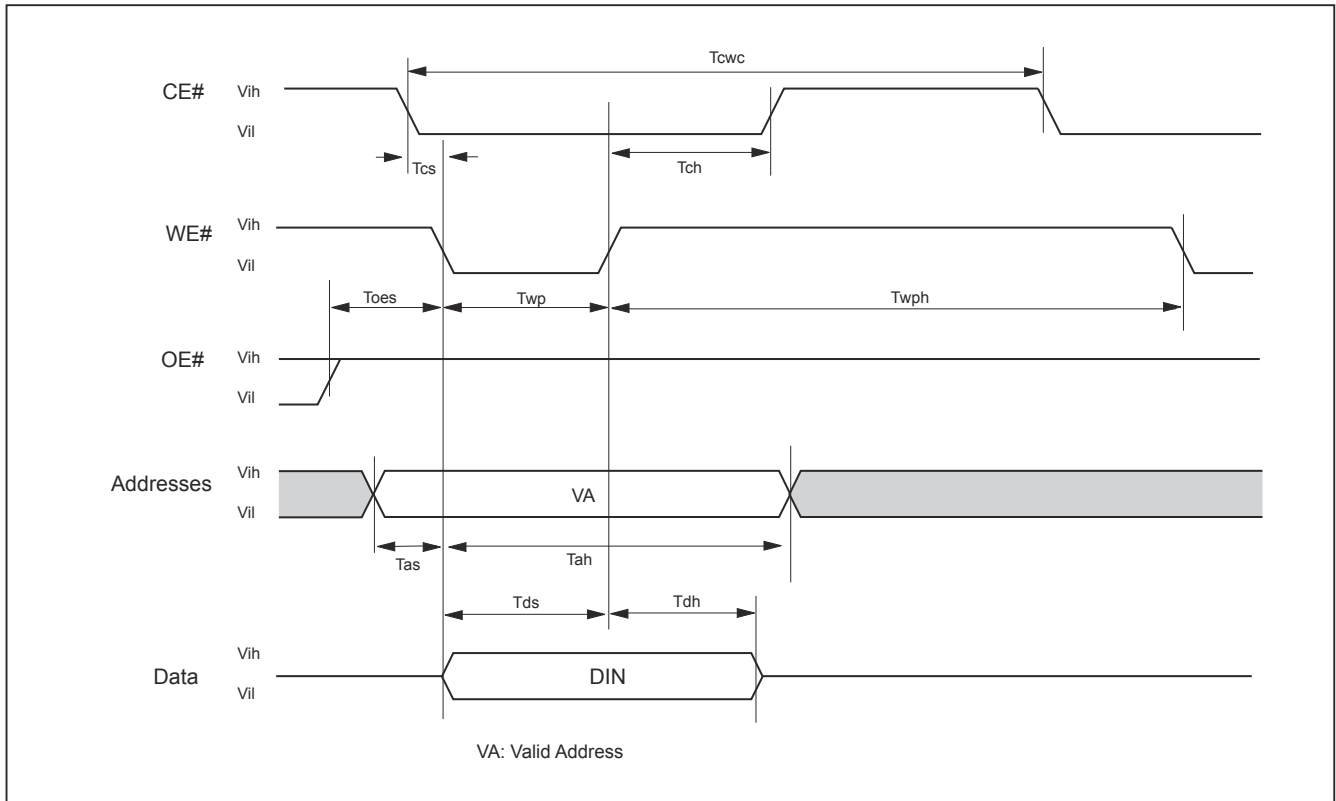 Tcwc
CE# Vih
Vil
Tcs Tch
WE# Vih
Vil
Toes Twp Twph
OE# Vih
Vil
Addresses Vih
VA
Vil
Tas Tah
Tds Tdh
Vih
Data DIN
Vil
VA: Valid Address